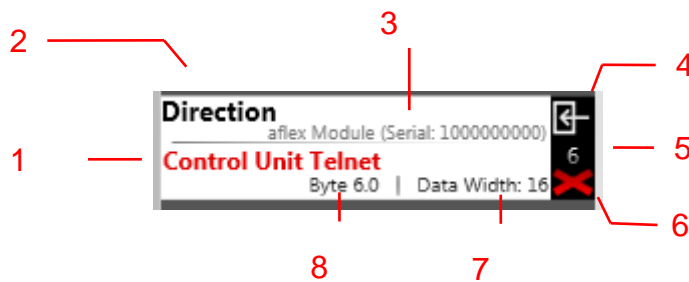 3
2
4
Direction
aflex Module (Serial: 1000000000)
1
Control Unit Telnet
6
5
Byte 6.0 | Data Width: 16
6
8
7